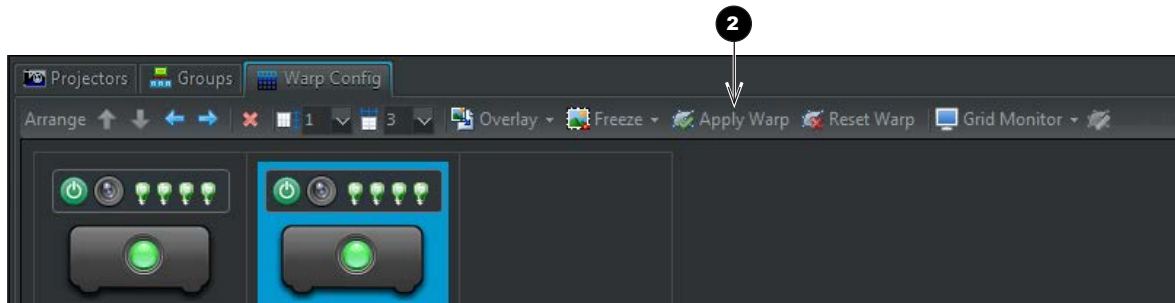 2
Projectors Groups Warp Config
Arrange 1 3 Overlay Freeze Apply Warp Reset Warp Grid Monitor